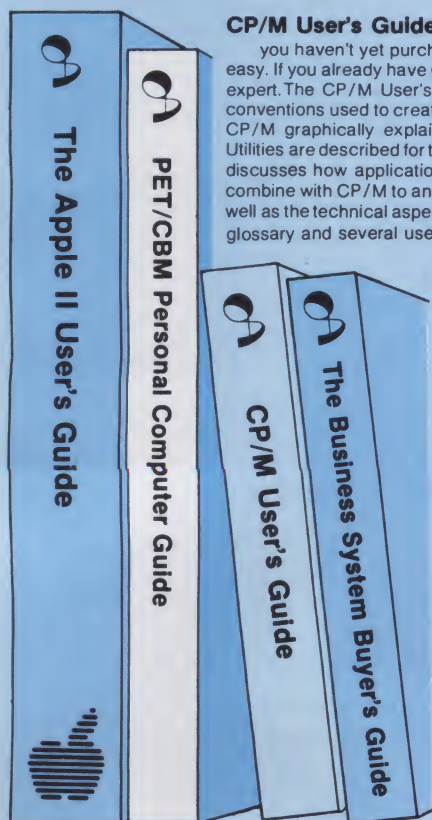 CP/M User's Guide
you haven't yet purch
easy. If you already have
expert. The CP/M User's
conventions used to creat
CP/M graphically explai
Utilities are described for t
discusses how applicatio
combine with CP/M to an
well as the technical aspe
glossary and several use
The Apple II User's Guide
PET/CBM Personal Computer Guide
CP/M User's Guide
The Business System Buyer's Guide